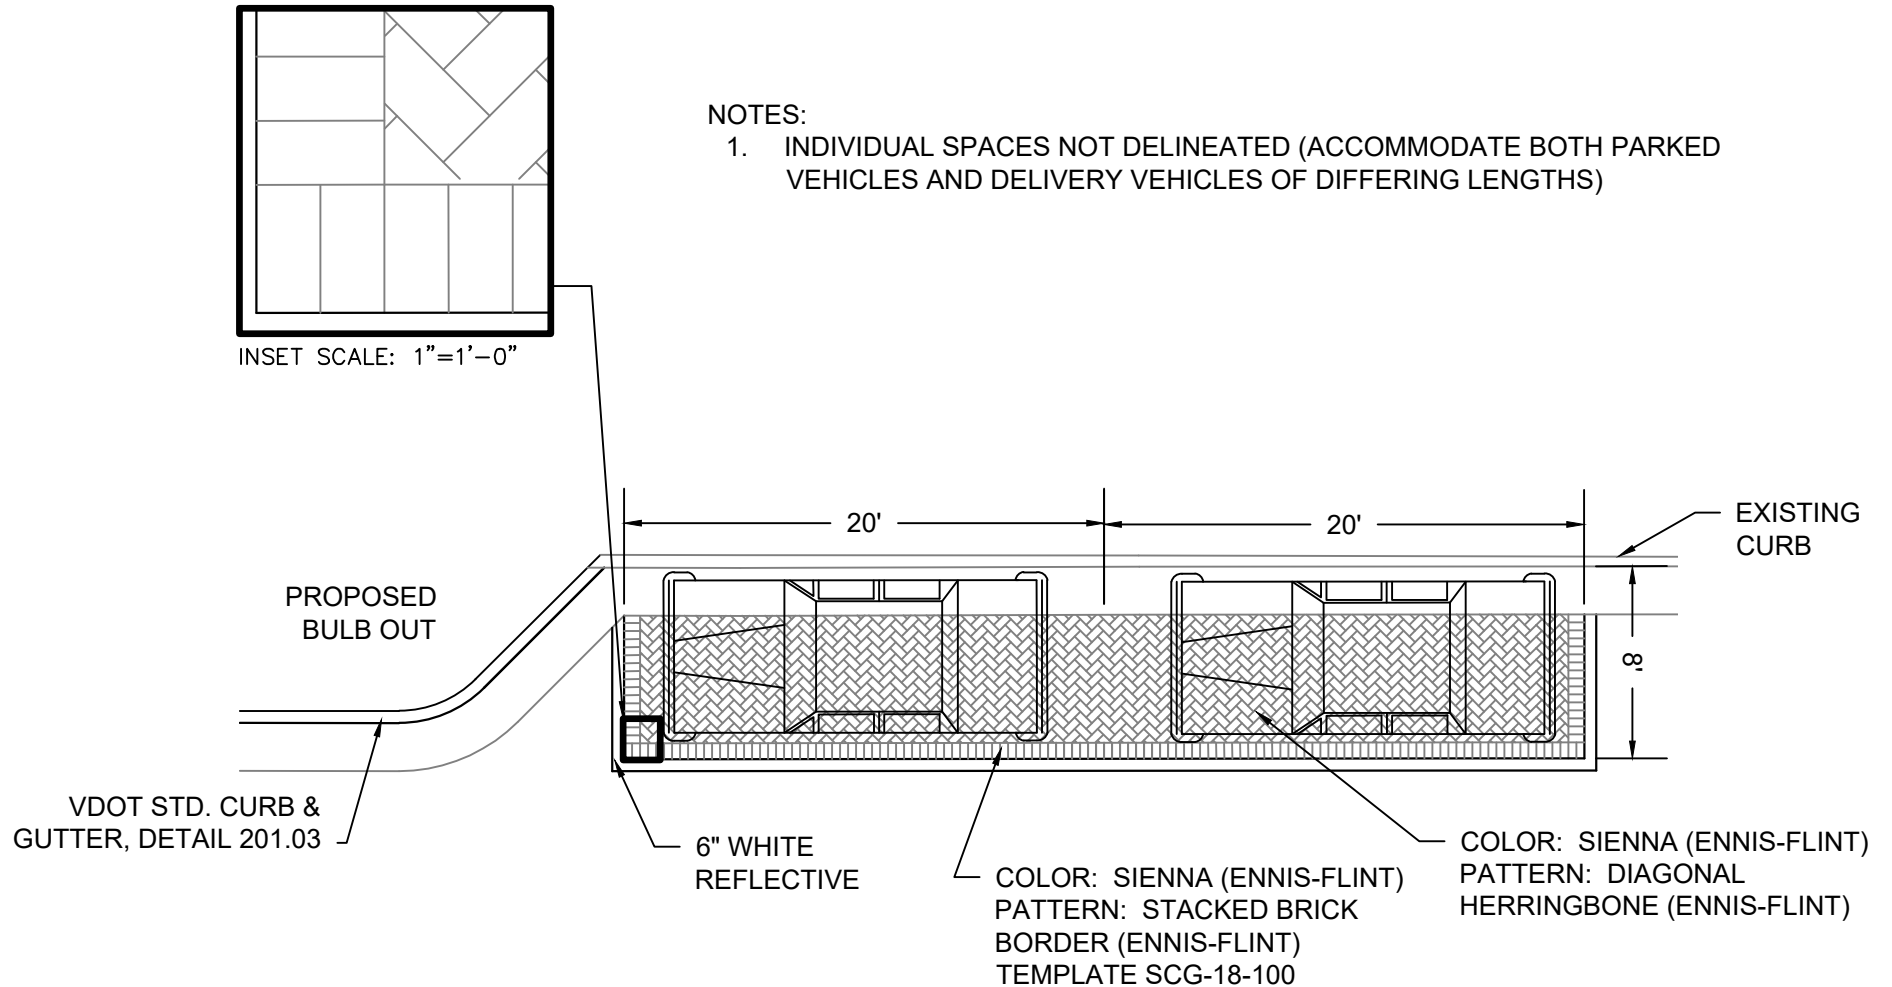 NOTES:
1. INDIVIDUAL SPACES NOT DELINEATED (ACCOMMODATE BOTH PARKED
VEHICLES AND DELIVERY VEHICLES OF DIFFERING LENGTHS)
INSET SCALE: 1"=1'-0"
20'
20'
EXISTING
CURB
PROPOSED
BULB OUT
8'
VDOT STD. CURB &
GUTTER, DETAIL 201.03
6" WHITE
REFLECTIVE
COLOR: SIENNA (ENNIS-FLINT)
PATTERN: STACKED BRICK
BORDER (ENNIS-FLINT)
TEMPLATE SCG-18-100
COLOR: SIENNA (ENNIS-FLINT)
PATTERN: DIAGONAL
HERRINGBONE (ENNIS-FLINT)